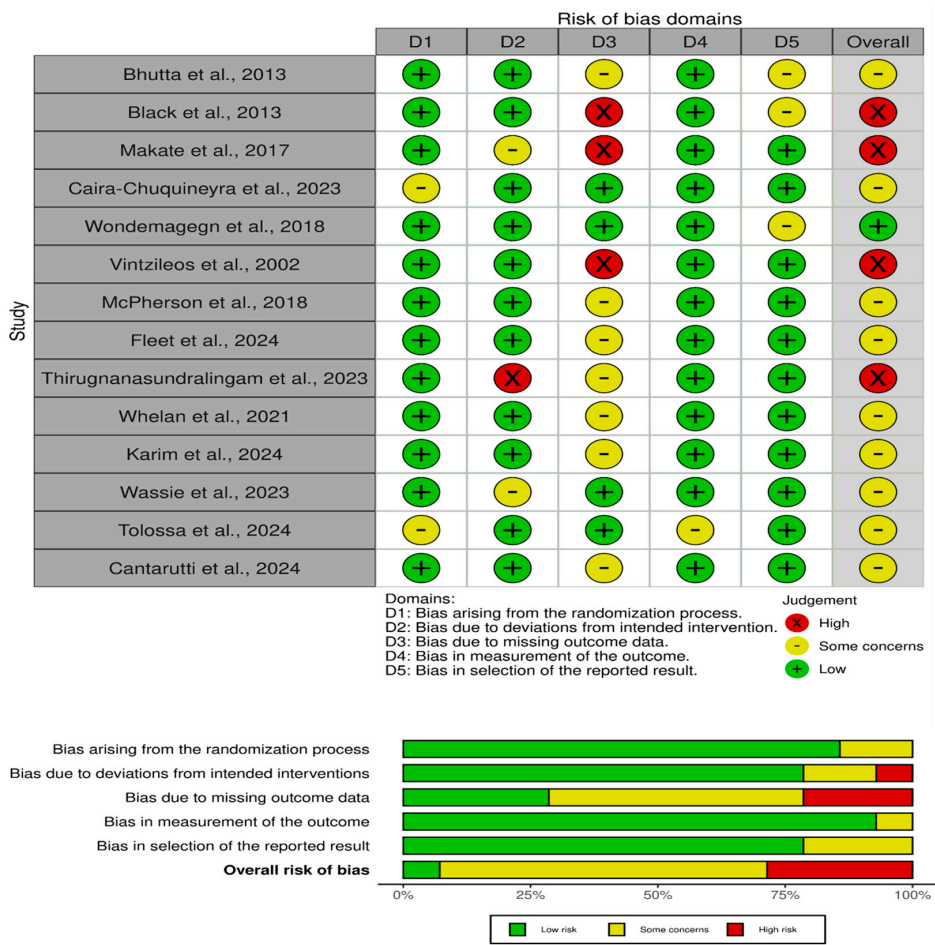 Risk of bias domains
D1 D2 D3 D4 D5 Overall
Study
Bhutta et al., 2013 + + - + - -
Black et al., 2013 + + X + - X
Makate et al., 2017 + - X + + X
Caira-Chuquineyra et al., 2023 - + + + + -
Wondemagegn et al., 2018 + + + + - +
Vintzileos et al., 2002 + + X + + X
McPherson et al., 2018 + + - + + -
Fleet et al., 2024 + + - + + -
Thirugnanasundralingam et al., 2023 + X - + + X
Whelan et al., 2021 + + - + + -
Karim et al., 2024 + + - + + -
Wassie et al., 2023 + - + + + -
Tolossa et al., 2024 - + + - + -
Cantarutti et al., 2024 + + - + + -
Domains:
D1: Bias arising from the randomization process.
D2: Bias due to deviations from intended intervention.
D3: Bias due to missing outcome data.
D4: Bias in measurement of the outcome.
D5: Bias in selection of the reported result.
Judgement
X High
- Some concerns
+ Low
Bias arising from the randomization process
Bias due to deviations from intended interventions
Bias due to missing outcome data
Bias in measurement of the outcome
Bias in selection of the reported result
Overall risk of bias
0% 25% 50% 75% 100%
Low risk Some concerns High risk